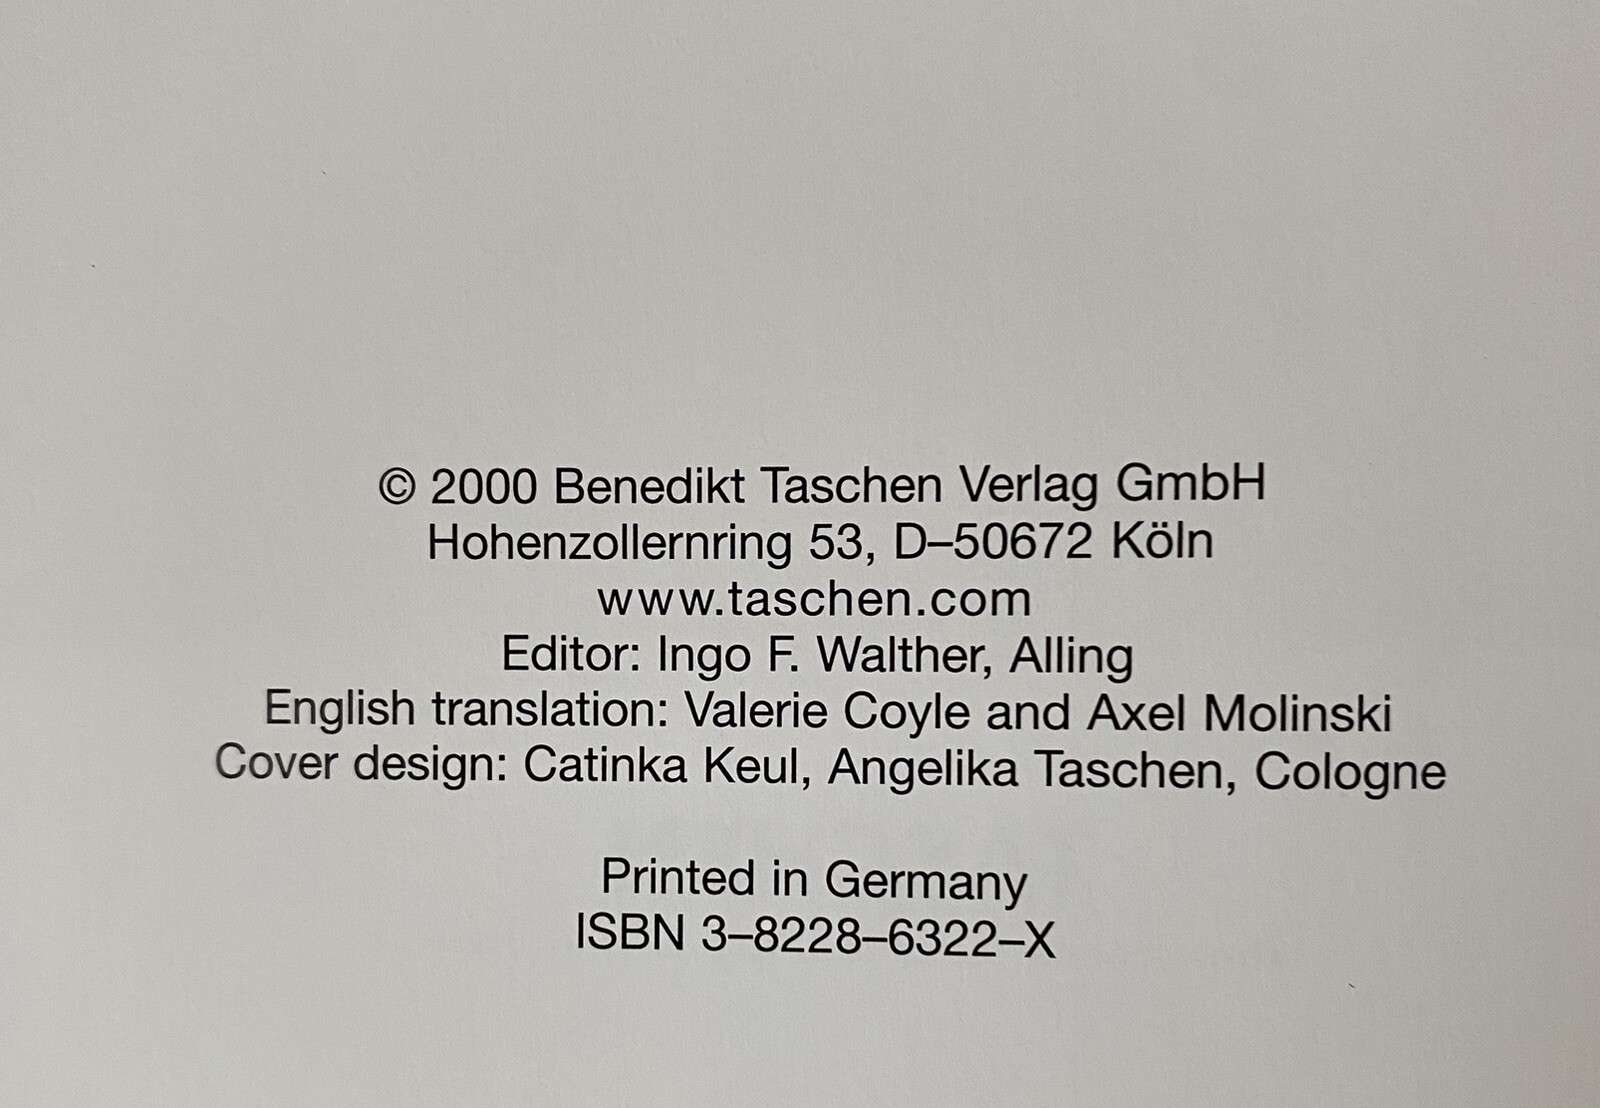 © 2000 Benedikt Taschen Verlag GmbH
Hohenzollernring 53, D–50672 Köln
www.taschen.com
Editor: Ingo F. Walther, Alling
English translation: Valerie Coyle and Axel Molinski
Cover design: Catinka Keul, Angelika Taschen, Cologne
Printed in Germany
ISBN 3–8228–6322–X